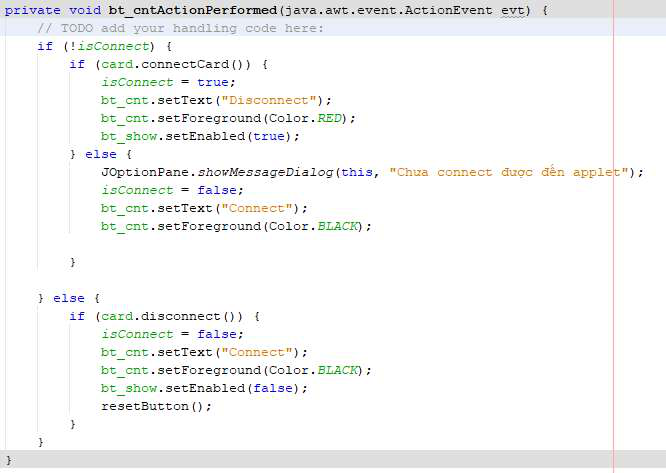 private void bt_cntActionPerformed(java.awt.event.ActionEvent evt) {
    // TODO add your handling code here:
    if (!isConnect) {
        if (card.connectCard()) {
            isConnect = true;
            bt_cnt.setText("Disconnect");
            bt_cnt.setForeground(Color.RED);
            bt_show.setEnabled(true);
        } else {
            JOptionPane.showMessageDialog(this, "Chưa connect được đến applet");
            isConnect = false;
            bt_cnt.setText("Connect");
            bt_cnt.setForeground(Color.BLACK);
        }
    } else {
        if (card.disconnect()) {
            isConnect = false;
            bt_cnt.setText("Connect");
            bt_cnt.setForeground(Color.BLACK);
            bt_show.setEnabled(false);
            resetButton();
        }
    }
}